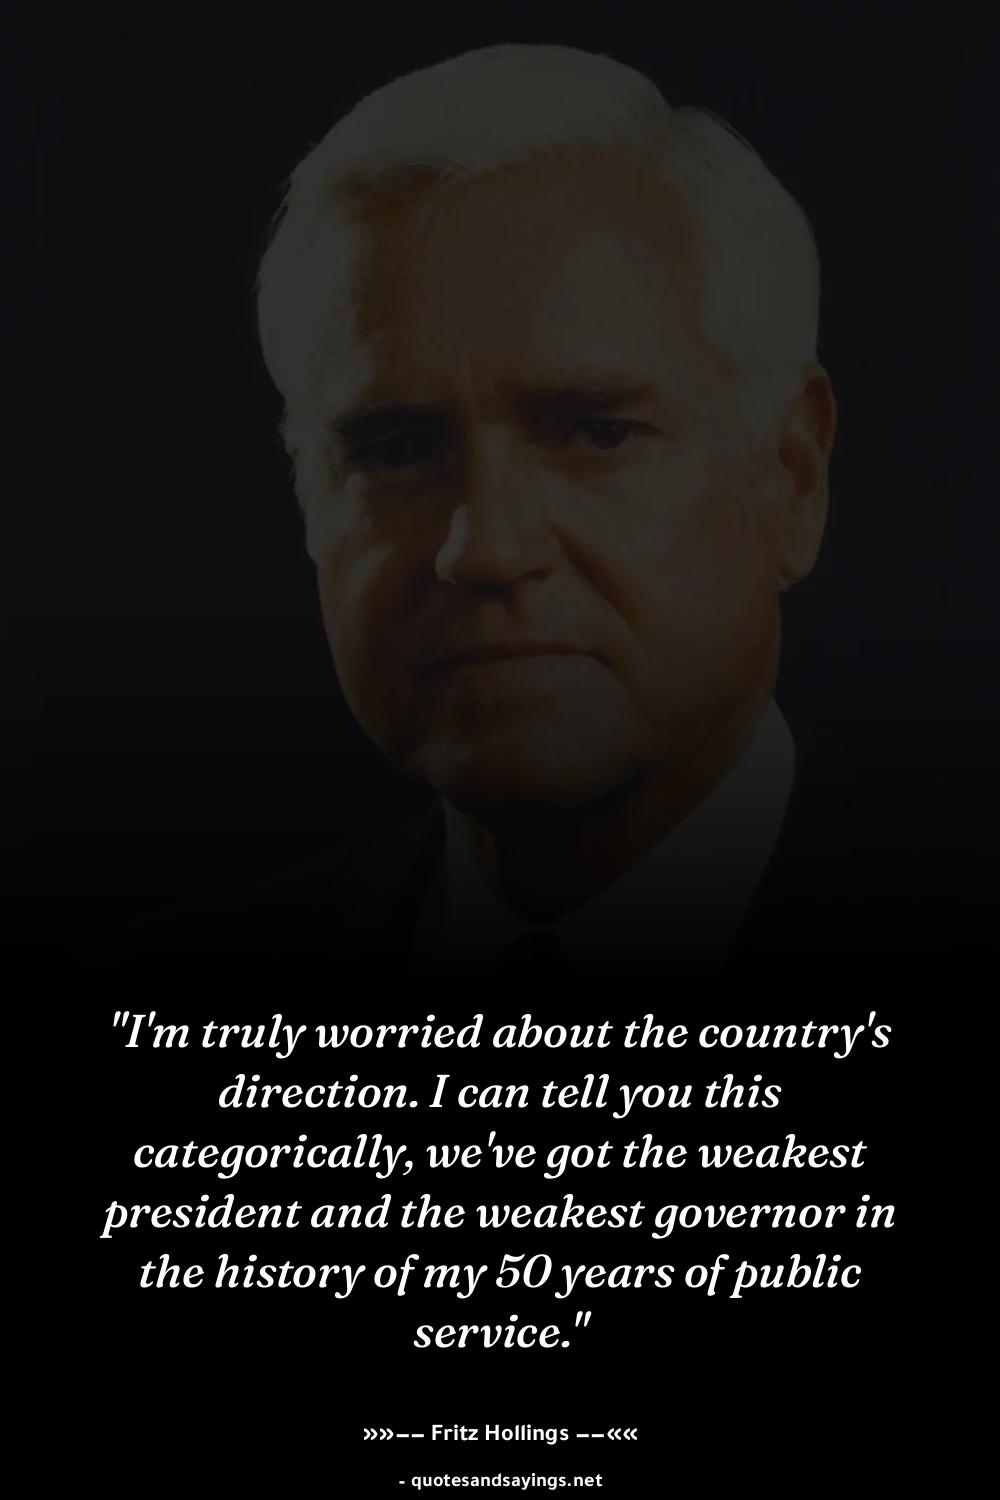 "I'm truly worried about the country's
direction. I can tell you this
categorically, we've got the weakest
president and the weakest governor in
the history of my 50 years of public
service."
»»−− Fritz Hollings −−««
- quotesandsayings.net